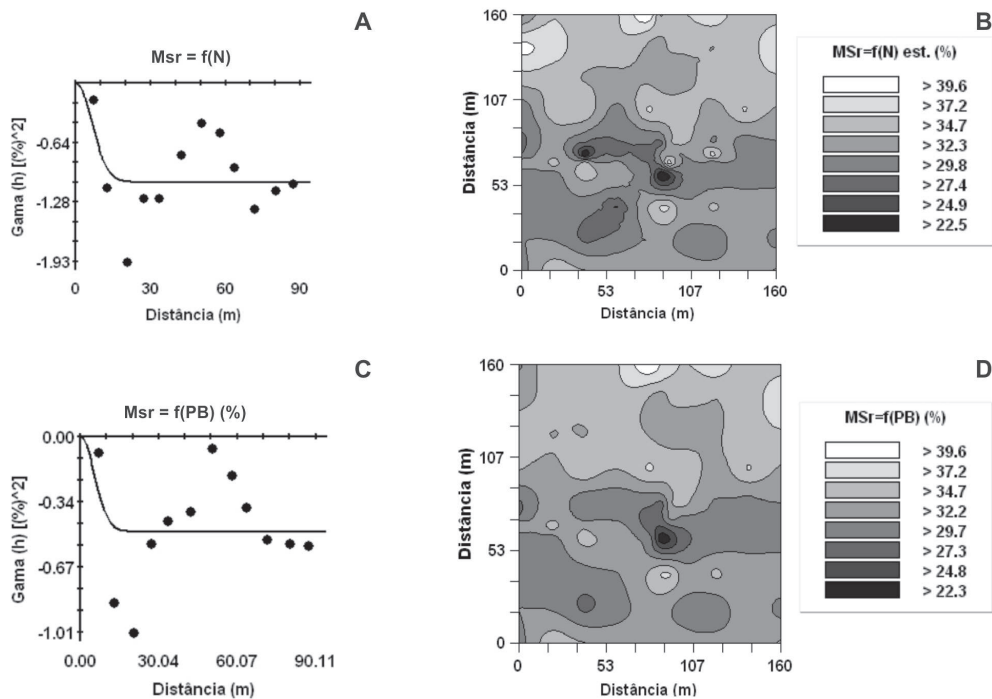 A
Msr = f(N)
Gama (h) [(%)^2]
-0.64
-1.28
-1.93
0 30 60 90
Distância (m)
B
160
107
53
0
Distância (m)
0 53 107 160
Distância (m)
MSr=f(N) est. (%)
> 39.6
> 37.2
> 34.7
> 32.3
> 29.8
> 27.4
> 24.9
> 22.5
C
Msr = f(PB) (%)
Gama (h) [(%)^2]
0.00
-0.34
-0.67
-1.01
0.00 30.04 60.07 90.11
Distância (m)
D
160
107
53
0
Distância (m)
0 53 107 160
Distância (m)
MSr=f(PB) (%)
> 39.6
> 37.2
> 34.7
> 32.2
> 29.7
> 27.3
> 24.8
> 22.3